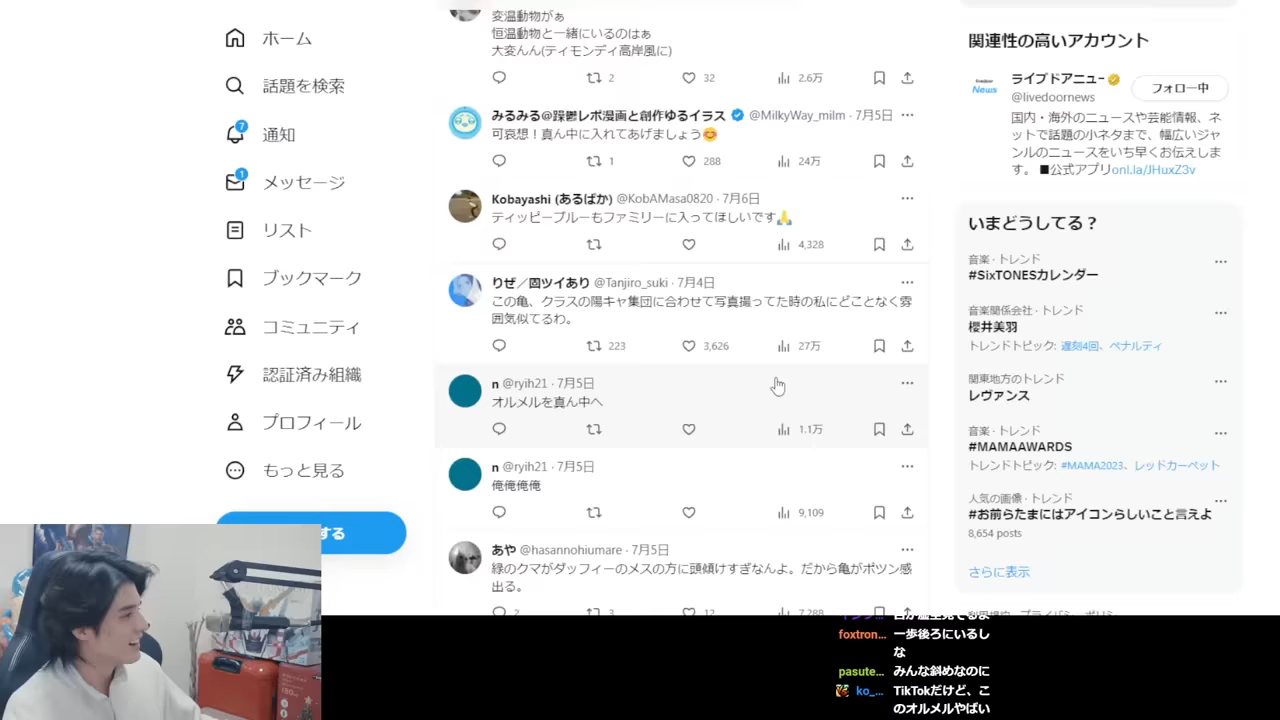 ホーム
話題を検索
7
通知
1
メッセージ
リスト
ブックマーク
コミュニティ
認証済み組織
プロフィール
もっと見る
する
変温動物がぁ
恒温動物と一緒にいるのはぁ
大変んん(ティモンディ高岸風に)
2 32 2.6万
みるみる@躁鬱レポ漫画と創作ゆるイラス @MilkyWay_milm · 7月5日
可哀想！真ん中に入れてあげましょう😊
1 288 24万
Kobayashi (あるばか) @KobAMasa0820 · 7月6日
ティッピーブルーもファミリーに入ってほしいです🙏
4,328
りぜ／固ツイあり @Tanjiro_suki · 7月4日
この亀、クラスの陽キャ集団に合わせて写真撮ってた時の私にどことなく雰
囲気似てるわ。
223 3,626 27万
n @ryih21 · 7月5日
オルメルを真ん中へ
1.1万
n @ryih21 · 7月5日
俺俺俺俺
9,109
あや @hasannohiumare · 7月5日
緑のクマがダッフィーのメスの方に頭傾けすぎなんよ。だから亀がポツン感
出る。
2 3 12 7,288
関連性の高いアカウント
ライブドアニュー
@livedoornews
フォロー中
国内・海外のニュースや芸能情報、ネ
ットで話題の小ネタまで、幅広いジャ
ンルのニュースをいち早くお伝えしま
す。 ■公式アプリonl.la/JHuxZ3v
いまどうしてる？
音楽・トレンド
#SixTONESカレンダー
音楽関係会社・トレンド
櫻井美羽
トレンドトピック: 遅刻4回、ペナルティ
関東地方のトレンド
レヴァンス
音楽・トレンド
#MAMAAWARDS
トレンドトピック: #MAMA2023、レッドカーペット
人気の画像・トレンド
#お前らたまにはアイコンらしいこと言えよ
8,654 posts
さらに表示
利用規約 プライバシーポリシー
foxtron... 一歩後ろにいるし
な
pasute... みんな斜めなのに
ko_... TikTokだけど、こ
のオルメルやばい